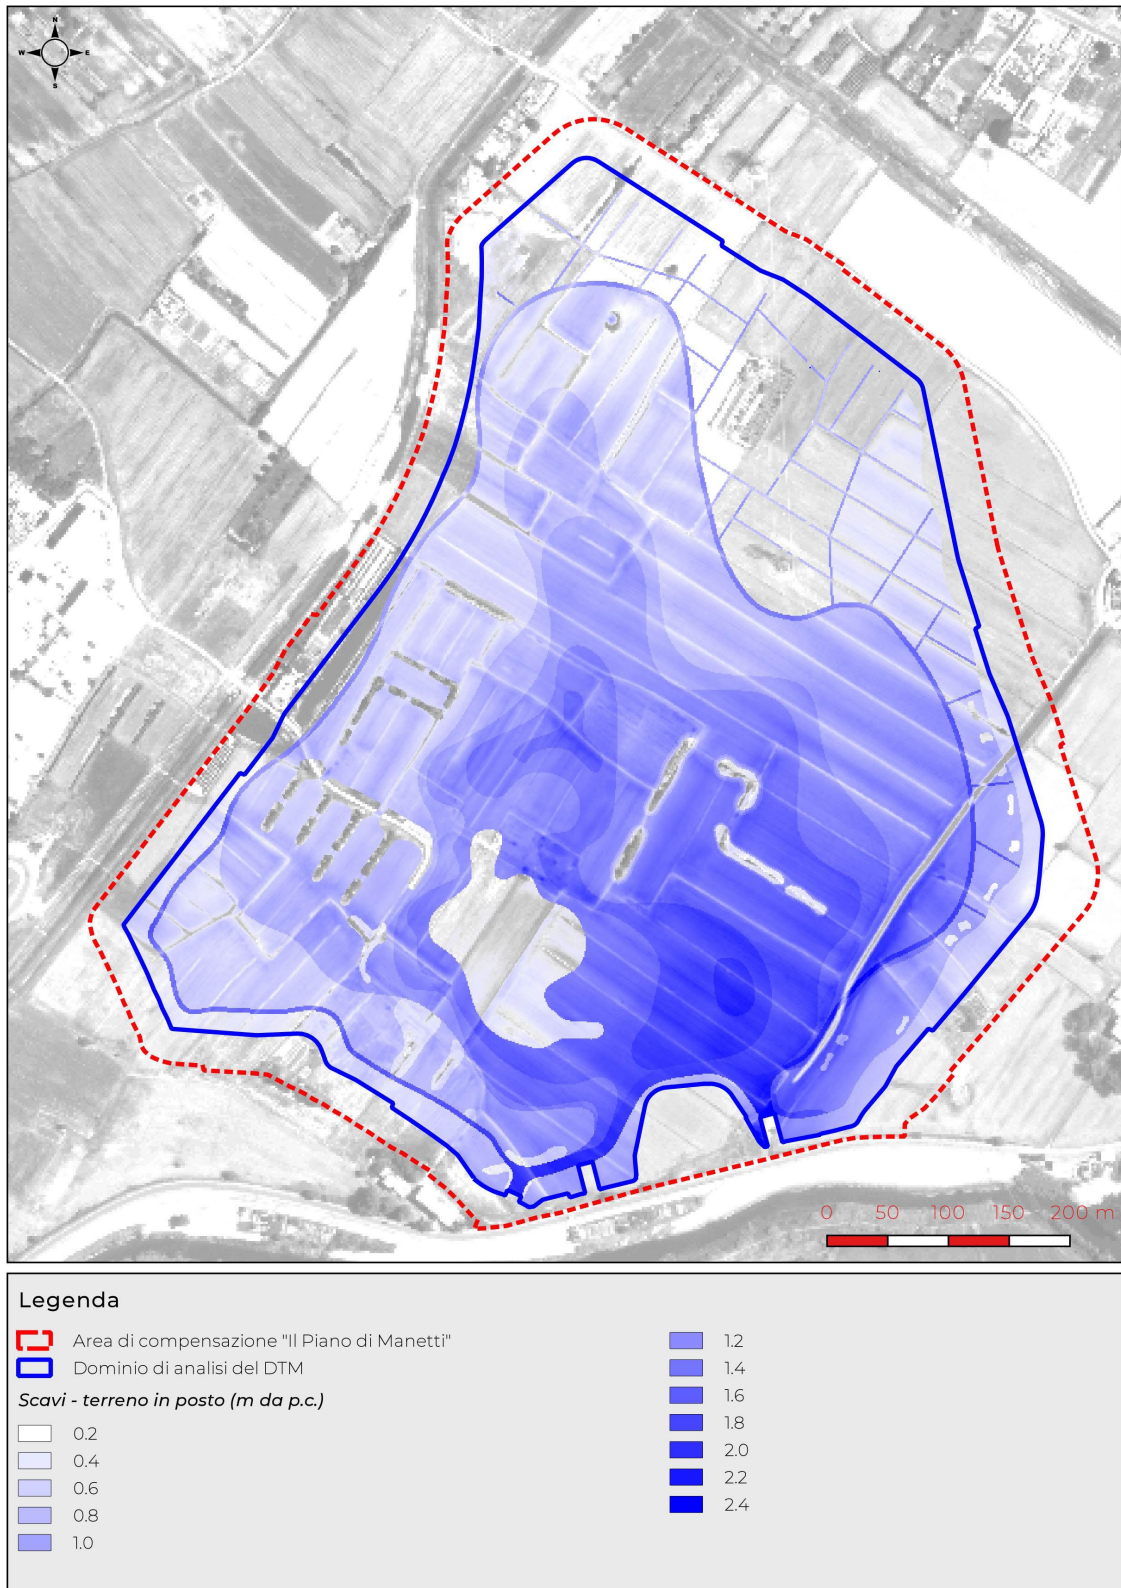 N
W E
S
0 50 100 150 200 m
Legenda
Area di compensazione "Il Piano di Manetti"
Dominio di analisi del DTM
Scavi - terreno in posto (m da p.c.)
0.2
0.4
0.6
0.8
1.0
1.2
1.4
1.6
1.8
2.0
2.2
2.4